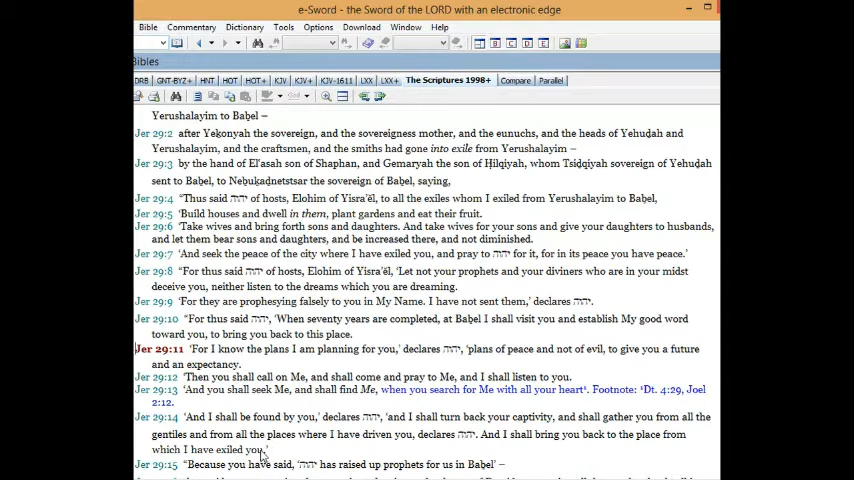 e-Sword - the Sword of the LORD with an electronic edge
Bible Commentary Dictionary Tools Options Download Window Help
B C D E
Bibles
DRB GNT-BYZ+ HNT HOT HOT+ KJV KJV+ KJV-1611 LXX LXX+ The Scriptures 1998+ Compare Parallel
Yerushalayim to Baḇel –
Jer 29:2 after Yeḵonyah the sovereign, and the sovereigness mother, and the eunuchs, and the heads of Yehuḏah and
Yerushalayim, and the craftsmen, and the smiths had gone into exile from Yerushalayim –
Jer 29:3 by the hand of El'asah son of Shaphan, and Gemaryah the son of Ḥilqiyah, whom Tsiḏqiyah sovereign of Yehuḏah
sent to Baḇel, to Neḇuḵaḏnetstsar the sovereign of Baḇel, saying,
Jer 29:4 “Thus said יהוה of hosts, Elohim of Yisra'ĕl, to all the exiles whom I exiled from Yerushalayim to Baḇel,
Jer 29:5 ‘Build houses and dwell in them, plant gardens and eat their fruit.
Jer 29:6 ‘Take wives and bring forth sons and daughters. And take wives for your sons and give your daughters to husbands,
and let them bear sons and daughters, and be increased there, and not diminished.
Jer 29:7 ‘And seek the peace of the city where I have exiled you, and pray to יהוה for it, for in its peace you have peace.’
Jer 29:8 “For thus said יהוה of hosts, Elohim of Yisra'ĕl, ‘Let not your prophets and your diviners who are in your midst
deceive you, neither listen to the dreams which you are dreaming.
Jer 29:9 ‘For they are prophesying falsely to you in My Name. I have not sent them,’ declares יהוה.
Jer 29:10 “For thus said יהוה, ‘When seventy years are completed, at Baḇel I shall visit you and establish My good word
toward you, to bring you back to this place.
Jer 29:11 ‘For I know the plans I am planning for you,’ declares יהוה, ‘plans of peace and not of evil, to give you a future
and an expectancy.
Jer 29:12 ‘Then you shall call on Me, and shall come and pray to Me, and I shall listen to you.
Jer 29:13 ‘And you shall seek Me, and shall find Me, when you search for Me with all your heart¹. Footnote: ¹Dt. 4:29, Joel
2:12.
Jer 29:14 ‘And I shall be found by you,’ declares יהוה, ‘and I shall turn back your captivity, and shall gather you from all the
gentiles and from all the places where I have driven you, declares יהוה. And I shall bring you back to the place from
which I have exiled you.’
Jer 29:15 “Because you have said, ‘יהוה has raised up prophets for us in Baḇel’ –